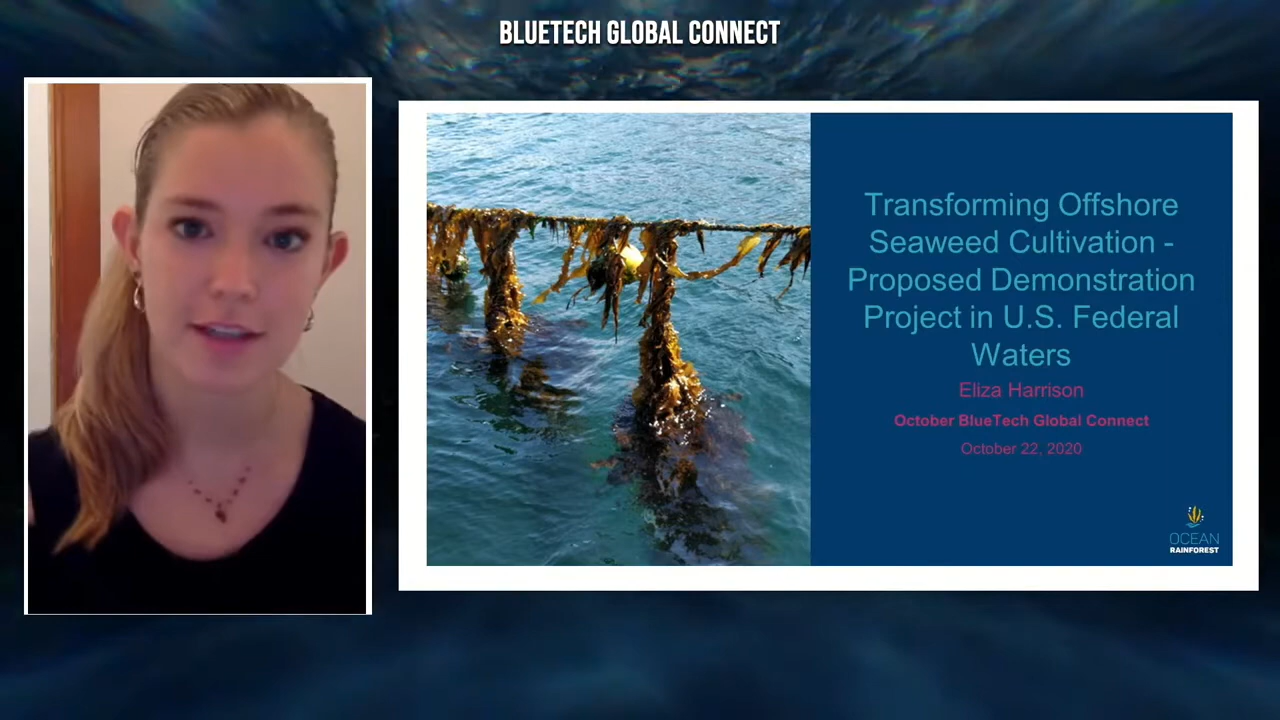 BLUETECH GLOBAL CONNECT
Transforming Offshore
Seaweed Cultivation -
Proposed Demonstration
Project in U.S. Federal
Waters
Eliza Harrison
October BlueTech Global Connect
October 22, 2020
OCEAN
RAINFOREST